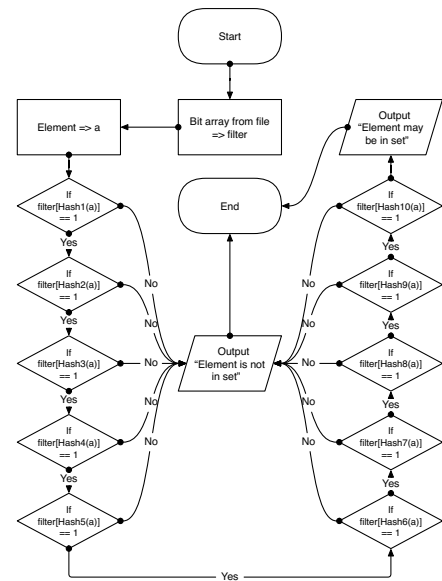 Start
Bit array from file
=> filter
Element => a
If
filter[Hash1(a)]
== 1
Yes
No
If
filter[Hash2(a)]
== 1
Yes
No
If
filter[Hash3(a)]
== 1
Yes
No
If
filter[Hash4(a)]
== 1
Yes
No
If
filter[Hash5(a)]
== 1
No
Yes
If
filter[Hash6(a)]
== 1
Yes
No
If
filter[Hash7(a)]
== 1
Yes
No
If
filter[Hash8(a)]
== 1
Yes
No
If
filter[Hash9(a)]
== 1
Yes
No
If
filter[Hash10(a)]
== 1
No
Output
“Element may
be in set”
Output
“Element is not
in set”
End